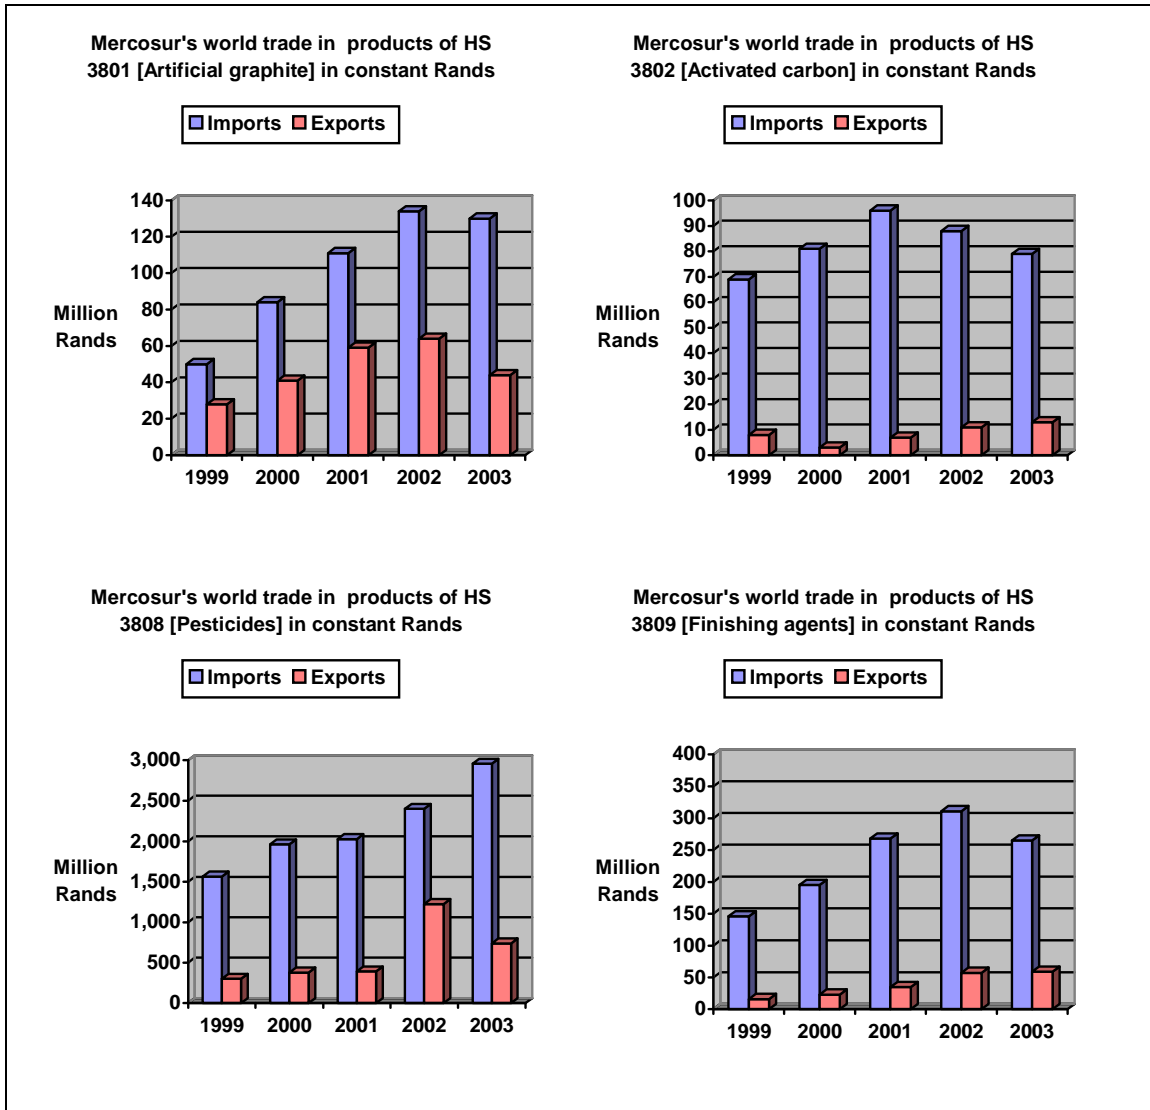 Mercosur's world trade in products of HS
3801 [Artificial graphite] in constant Rands
Imports Exports
Million
Rands
140
120
100
80
60
40
20
0
1999 2000 2001 2002 2003
Mercosur's world trade in products of HS
3802 [Activated carbon] in constant Rands
Imports Exports
Million
Rands
100
90
80
70
60
50
40
30
20
10
0
1999 2000 2001 2002 2003
Mercosur's world trade in products of HS
3808 [Pesticides] in constant Rands
Imports Exports
Million
Rands
3,000
2,500
2,000
1,500
1,000
500
0
1999 2000 2001 2002 2003
Mercosur's world trade in products of HS
3809 [Finishing agents] in constant Rands
Imports Exports
Million
Rands
400
350
300
250
200
150
100
50
0
1999 2000 2001 2002 2003